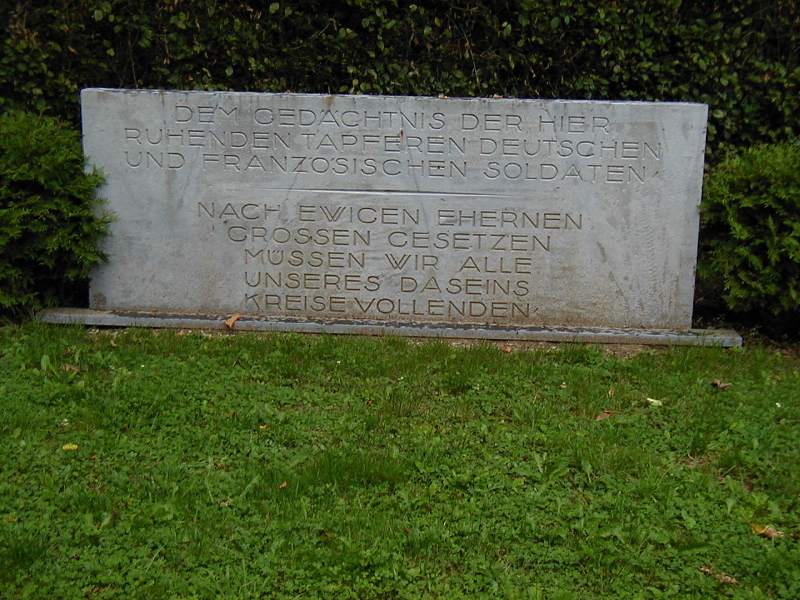 DEM GEDÄCHTNIS DER HIER
RUHENDEN TAPFEREN DEUTSCHEN
UND FRANZÖSISCHEN SOLDATEN
NACH EWIGEN EHERNEN
GROSSEN GESETZEN
MÜSSEN WIR ALLE
UNSERES DASEINS
KREISE VOLLENDEN